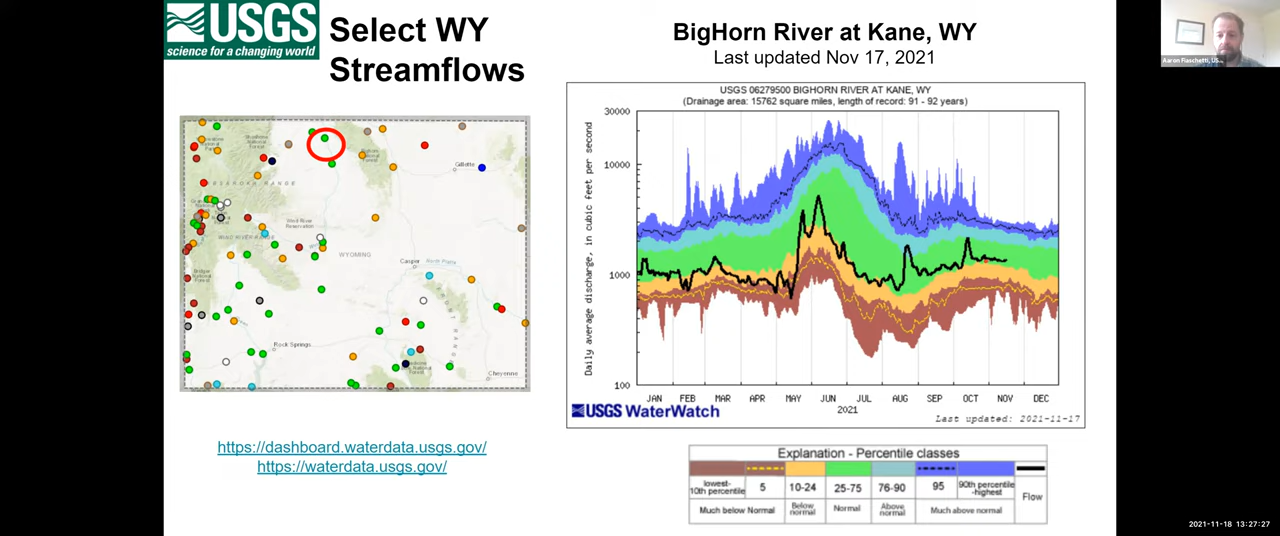 USGS
science for a changing world
Select WY
Streamflows
BigHorn River at Kane, WY
Last updated Nov 17, 2021
Aaron Fiaschetti, US...
USGS 06279500 BIGHORN RIVER AT KANE, WY
(Drainage area: 15762 square miles, length of record: 91 - 92 years)
Daily average discharge, in cubic feet per second
30000
10000
1000
100
JAN FEB MAR APR MAY JUN JUL AUG SEP OCT NOV DEC
2021
USGS WaterWatch
Last updated: 2021-11-17
Gillette
WYOMING
Casper
North Platte
Rock Springs
Cheyenne
https://dashboard.waterdata.usgs.gov/
https://waterdata.usgs.gov/
Explanation - Percentile classes
lowest-
10th percentile
5
10-24
25-75
76-90
95
90th percentile
-highest
Flow
Much below Normal
Below
normal
Normal
Above
normal
Much above normal
2021-11-18 13:27:27